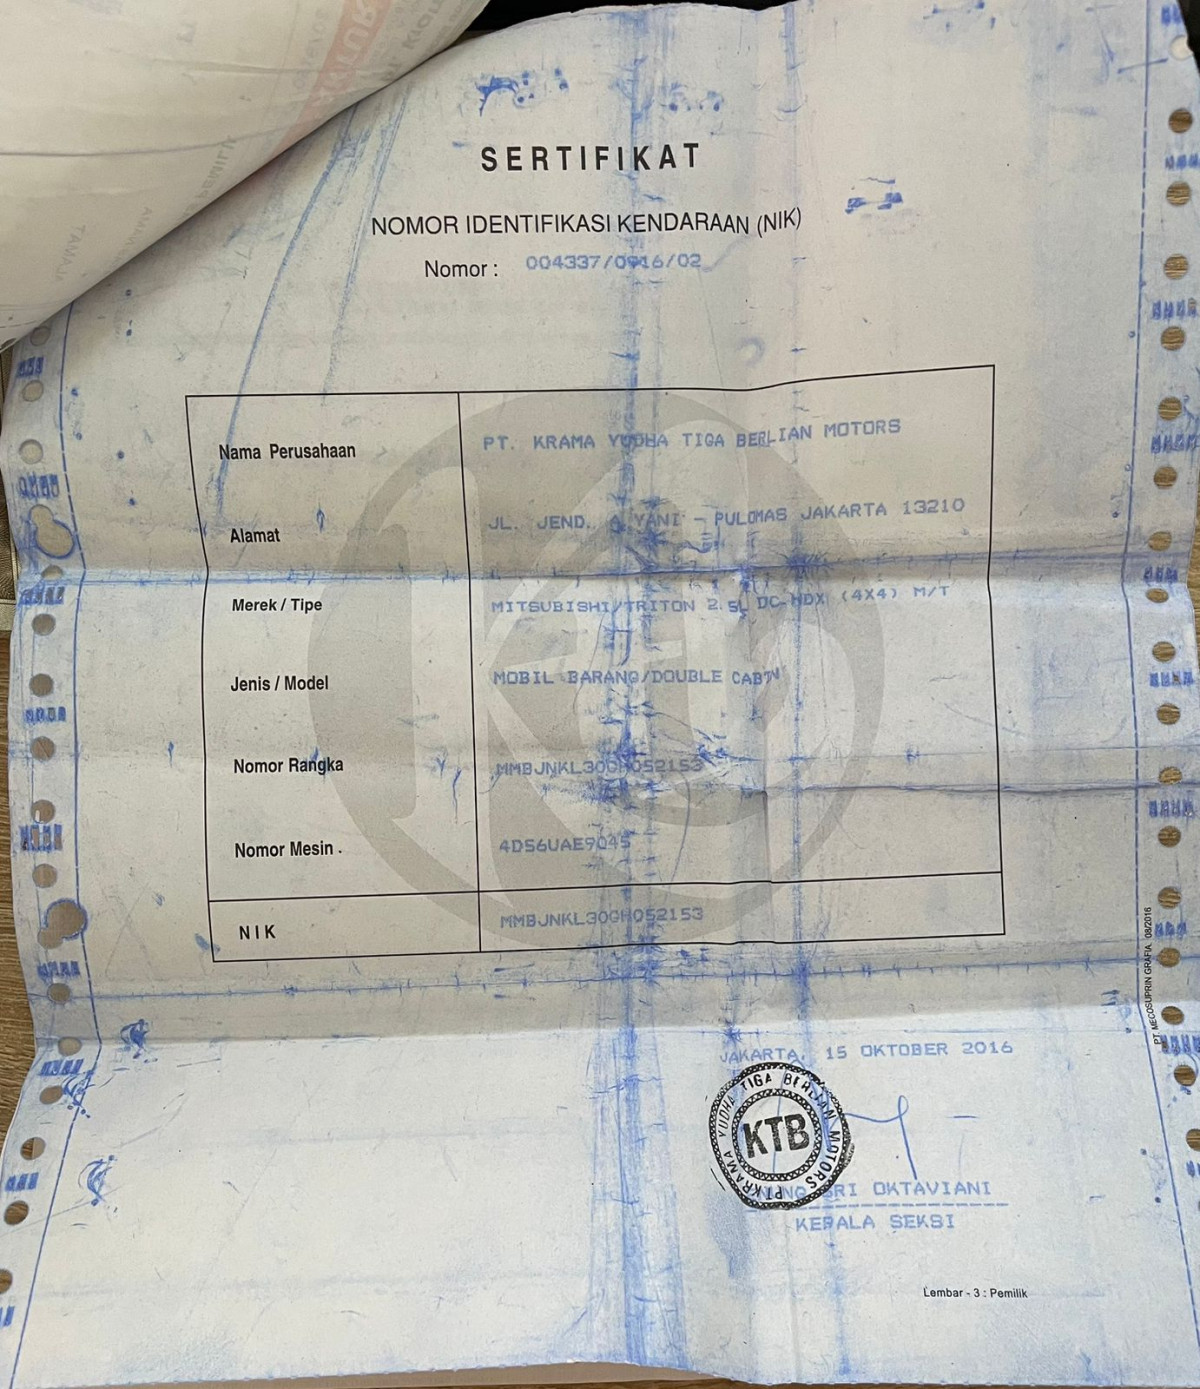 SERTIFIKAT
NOMOR IDENTIFIKASI KENDARAAN (NIK)
Nomor : 004337/0916/02
Nama Perusahaan PT. KRAMA YUDHA TIGA BERLIAN MOTORS
Alamat JL. JEND. A YANI - PULOMAS JAKARTA 13210
Merek / Tipe MITSUBISHI/TRITON 2.5L DC-HDX (4X4) M/T
Jenis / Model MOBIL BARANG/DOUBLE CABIN
Nomor Rangka MMBJNKL30GH052153
Nomor Mesin . 4D56UAE9045
NIK MMBJNKL30GH052153
PT MECOSUPRIN GRAFIA 08/2016
JAKARTA, 15 OKTOBER 2016
PT KRAMA YUDHA TIGA BERLIAN MOTORS
KTB
SRI OKTAVIANI
KEPALA SEKSI
Lembar - 3 : Pemilik